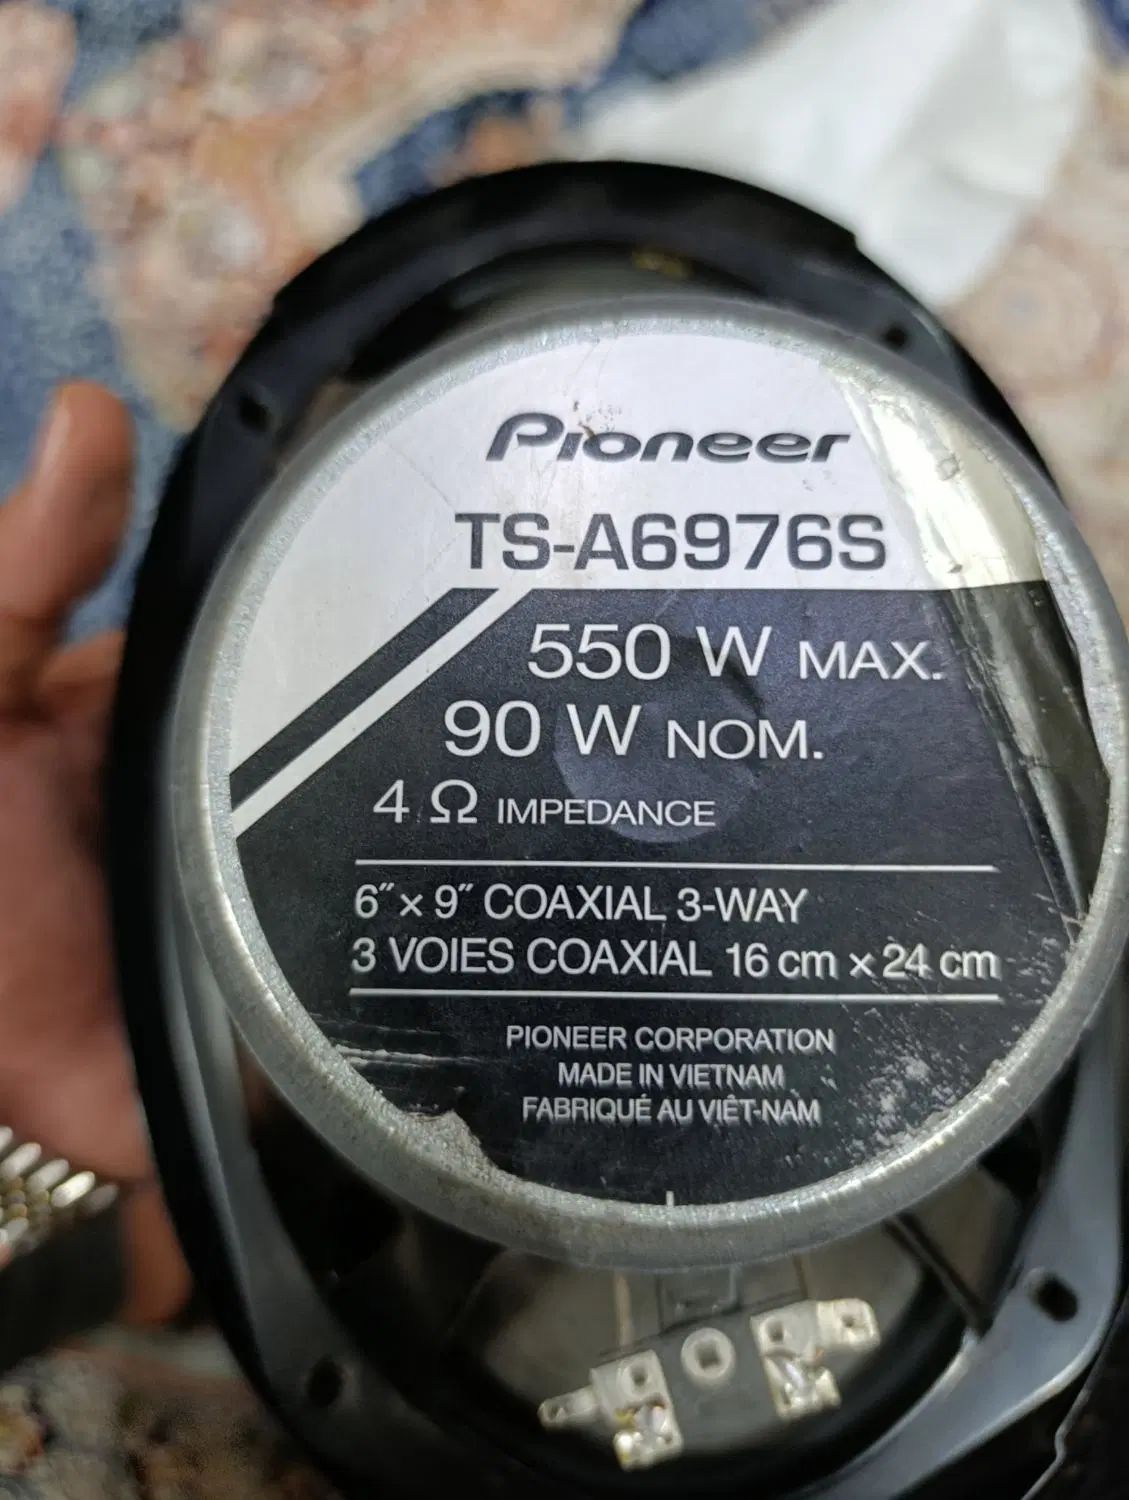 Pioneer
TS-A6976S
550 W MAX.
90 W NOM.
4 Ω IMPEDANCE
6″ × 9″ COAXIAL 3-WAY
3 VOIES COAXIAL 16 cm × 24 cm
PIONEER CORPORATION
MADE IN VIETNAM
FABRIQUÉ AU VIÊT-NAM